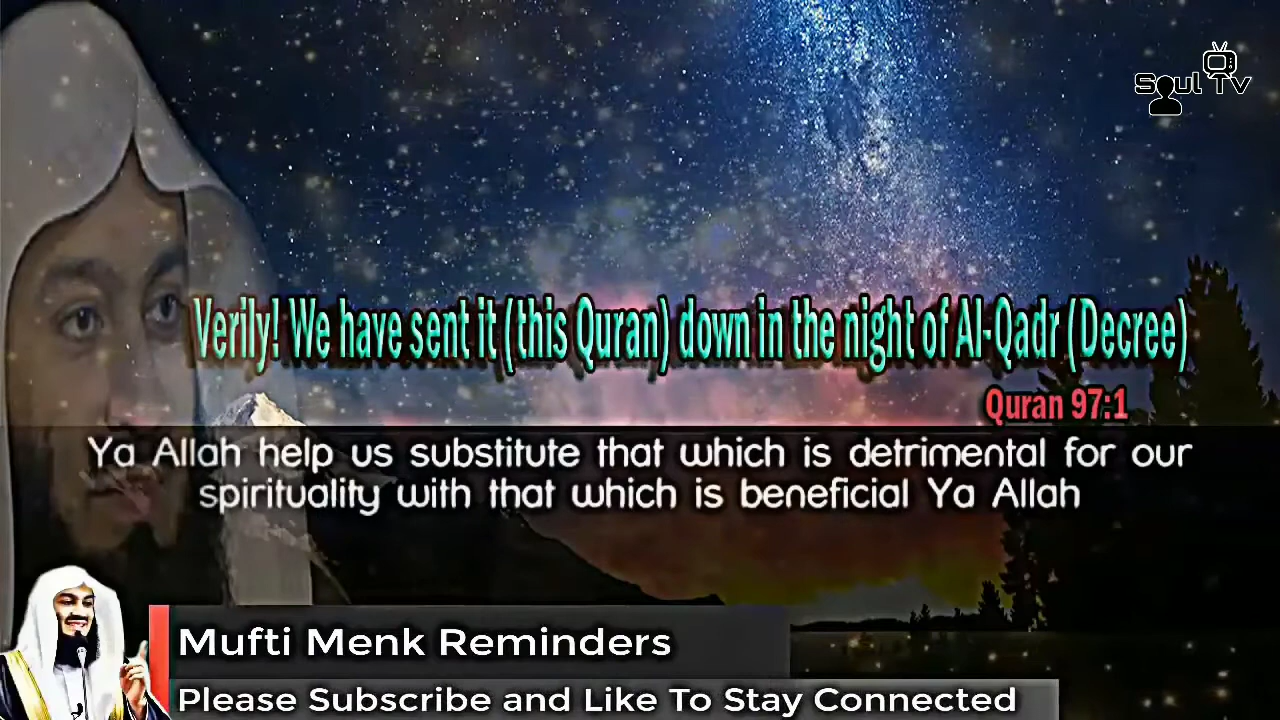 Soul Tv
Verily! We have sent it (this Quran) down in the night of Al-Qadr (Decree)
Quran 97:1
Ya Allah help us substitute that which is detrimental for our
spirituality with that which is beneficial Ya Allah
Mufti Menk Reminders
Please Subscribe and Like To Stay Connected